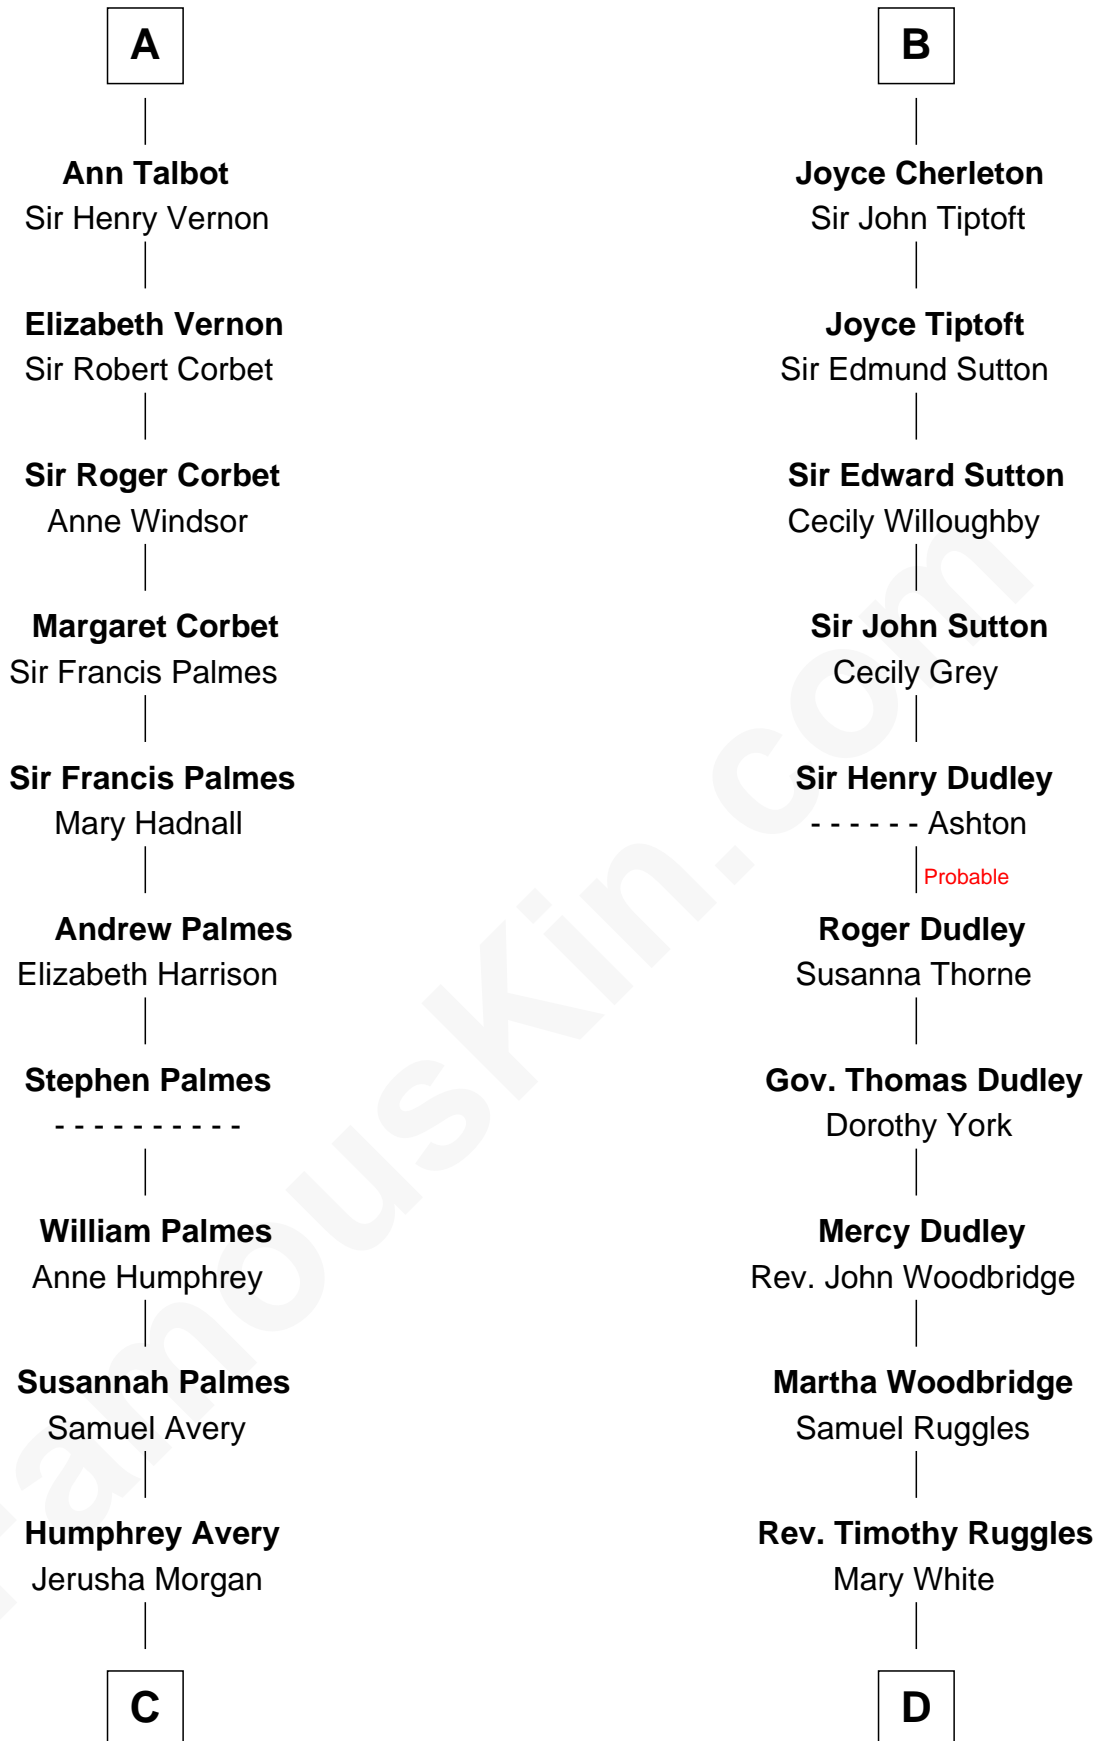 A
Ann Talbot
Sir Henry Vernon
Elizabeth Vernon
Sir Robert Corbet
Sir Roger Corbet
Anne Windsor
Margaret Corbet
Sir Francis Palmes
Sir Francis Palmes
Mary Hadnall
Andrew Palmes
Elizabeth Harrison
Stephen Palmes
- - - - - - - - - -
William Palmes
Anne Humphrey
Susannah Palmes
Samuel Avery
Humphrey Avery
Jerusha Morgan
C
B
Joyce Cherleton
Sir John Tiptoft
Joyce Tiptoft
Sir Edmund Sutton
Sir Edward Sutton
Cecily Willoughby
Sir John Sutton
Cecily Grey
Sir Henry Dudley
- - - - - - Ashton
Probable
Roger Dudley
Susanna Thorne
Gov. Thomas Dudley
Dorothy York
Mercy Dudley
Rev. John Woodbridge
Martha Woodbridge
Samuel Ruggles
Rev. Timothy Ruggles
Mary White
D
FamousKin.com